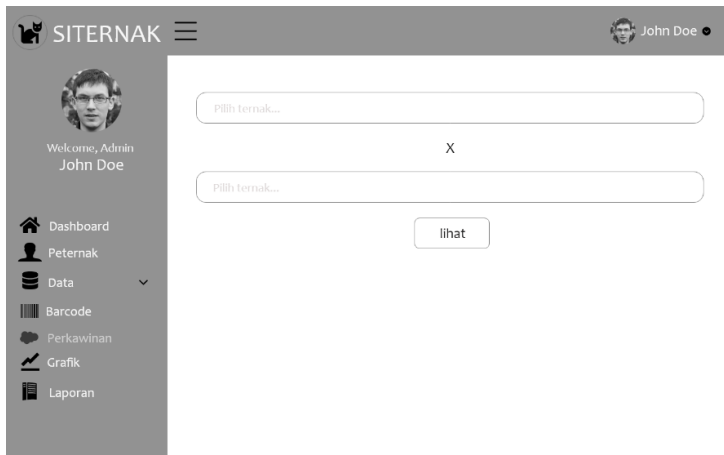 SITERNAK
John Doe
Welcome, Admin
John Doe
Dashboard
Peternak
Data
Barcode
Perkawinan
Grafik
Laporan
Pilih ternak...
X
Pilih ternak...
lihat